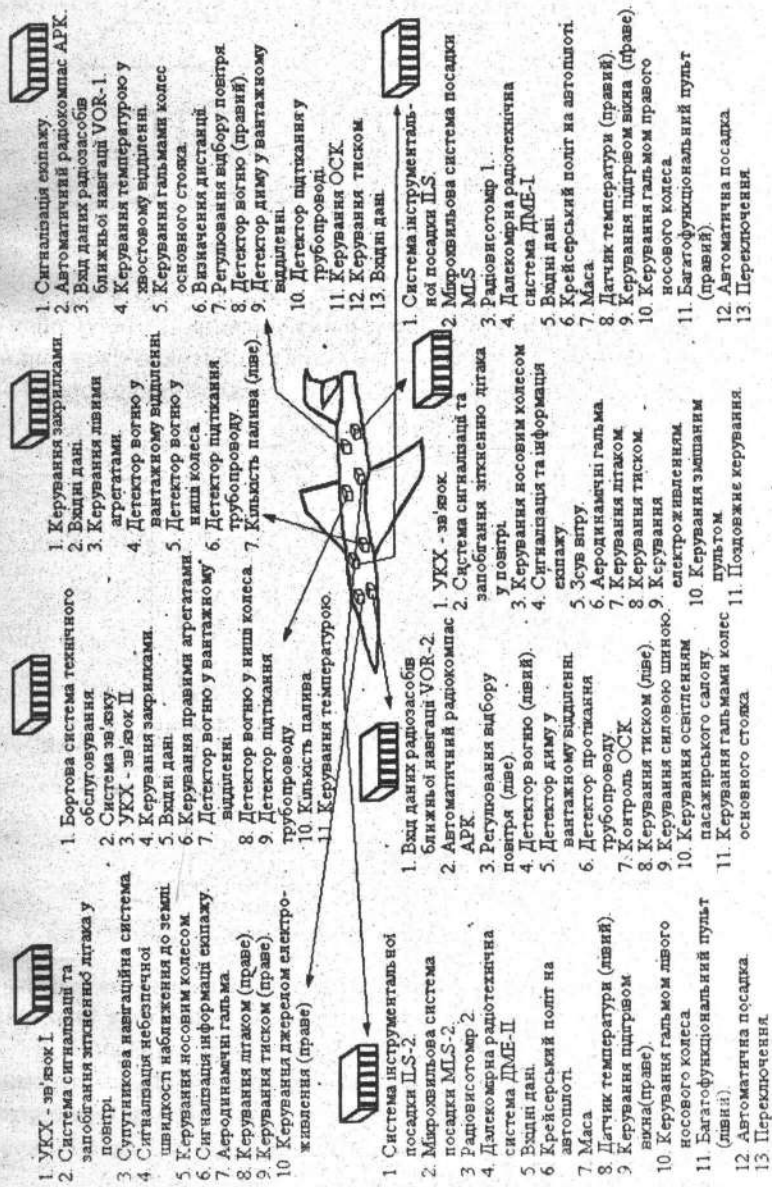 1. УКХ - зв'язок I.
2. Система сигналізації та
запобігання зіткненню літака у
повітрі.
3. Супутникова навігаційна система
4. Сигналізація небезпечної
швидкості наближення до землі
5. Керування носовим колесом.
6. Сигналізація інформації екіпажу.
7. Аеродинамічні гальма.
8. Керування літаком (праве).
9. Керування тиском (праве).
10 Керування джерелом електро-
живлення (праве)
1. Бортова система технічного
обслуговування.
2. Система зв'язку.
3. УКХ - зв'язок II.
4. Керування закрилками.
5. Вхідні дані.
6. Керування правими агрегатами.
7. Детектор вогню у вантажному
відділенні.
8. Детектор вогню у ниші колеса.
9. Детектор підтікання
трубопроводу.
10. Кількість палива.
11. Керування температурою.
1. Керування закрилками.
2. Вхідні дані.
3. Керування лівими
агрегатами.
4. Детектор вогню у
вантажному відділенні.
5. Детектор вогню у
ниші колеса.
6. Детектор підтікання
трубопроводу.
7. Кількість палива (ліве)
1. Сигналізація екіпажу.
2. Автоматичний радіокомпас АРК.
3. Вхід даних радіозасобів
ближньої навігації VOR-1.
4. Керування температурою у
хвостовому відділенні.
5. Керування гальмами колес
основного стояка.
6. Визначення дистанції.
7. Регулювання відбору повітря
8. Детектор вогню (правий).
9. Детектор диму у вантажному
відділенні.
10. Детектор підтікання у
трубопроводі.
11. Керування ОСК.
12. Керування тиском.
13. Вхідні дані.
1 Система інструментальної
посадки ILS-2.
2. Мікрохвильова система
посадки MLS-2.
3 Радіовисотомір 2.
4. Далекомірна радіотехнічна
система ДМЕ-II
5 Вхідні дані.
6 Крейсерський політ на
автопілоті.
7. Маса
8. Датчик температури (лівий).
9. Керування підігрівом
вікна(праве).
10. Керування гальмом лівого
носового колеса.
11. Багатофункціональний пульт
(лівий).
12 Автоматична посадка.
13. Переключення.
1. Вхід даних радіозасобів
ближньої навігації VOR-2.
2. Автоматичний радіокомпас
АРК.
3. Регулювання відбору
повітря (ліве).
4. Детектор вогню (лівий).
5. Детектор диму у
вантажному відділенні.
6. Детектор протікання
трубопроводу.
7. Контроль ОСК.
8. Керування тиском (ліве).
9. Керування силовою шиною.
10. Керування освітленням
пасажирського салону.
11. Керування гальмами колес
основного стояка.
1. УКХ - зв'язок.
2. Система сигналізації та
запобігання зіткненню літака
у повітрі.
3. Керування носовим колесом
4. Сигналізація та інформація
екіпажу.
5. Зсув вітру.
6. Аеродинамічні гальма.
7. Керування літаком.
8. Керування тиском.
9. Керування
електроживленням.
10. Керування змішаним
пультом.
11. Поздовжнє керування.
1. Система інструменталь-
ної посадки ILS.
2. Мікрохвильова система посадки
MLS
3. Радіовисотомір 1.
4. Далекомірна радіотехнічна
система ДМЕ-I.
5. Вхідні дані.
6. Крейсерський політ на автопілоті.
7. Маса.
8. Датчик температури (правий).
9. Керування підігрівом вікна (праве).
10. Керування гальмом правого
носового колеса.
11. Багатофункціональний пульт
(правий).
12. Автоматична посадка.
13. Переключення.